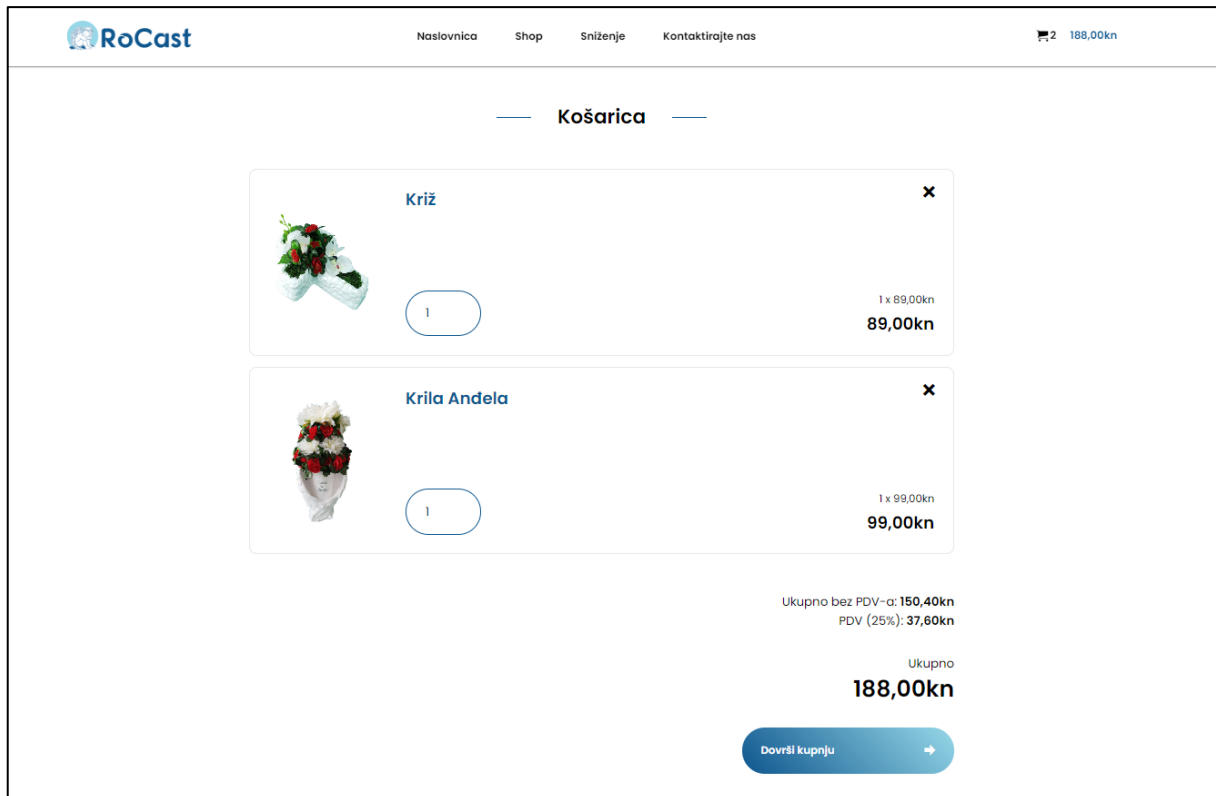 RoCast
Naslovnica Shop Sniženje Kontaktirajte nas 2 188,00kn
Košarica
Križ
1 1 x 89,00kn
89,00kn
Krila Anđela
1 1 x 99,00kn
99,00kn
Ukupno bez PDV-a: 150,40kn
PDV (25%): 37,60kn
Ukupno
188,00kn
Dovrši kupnju